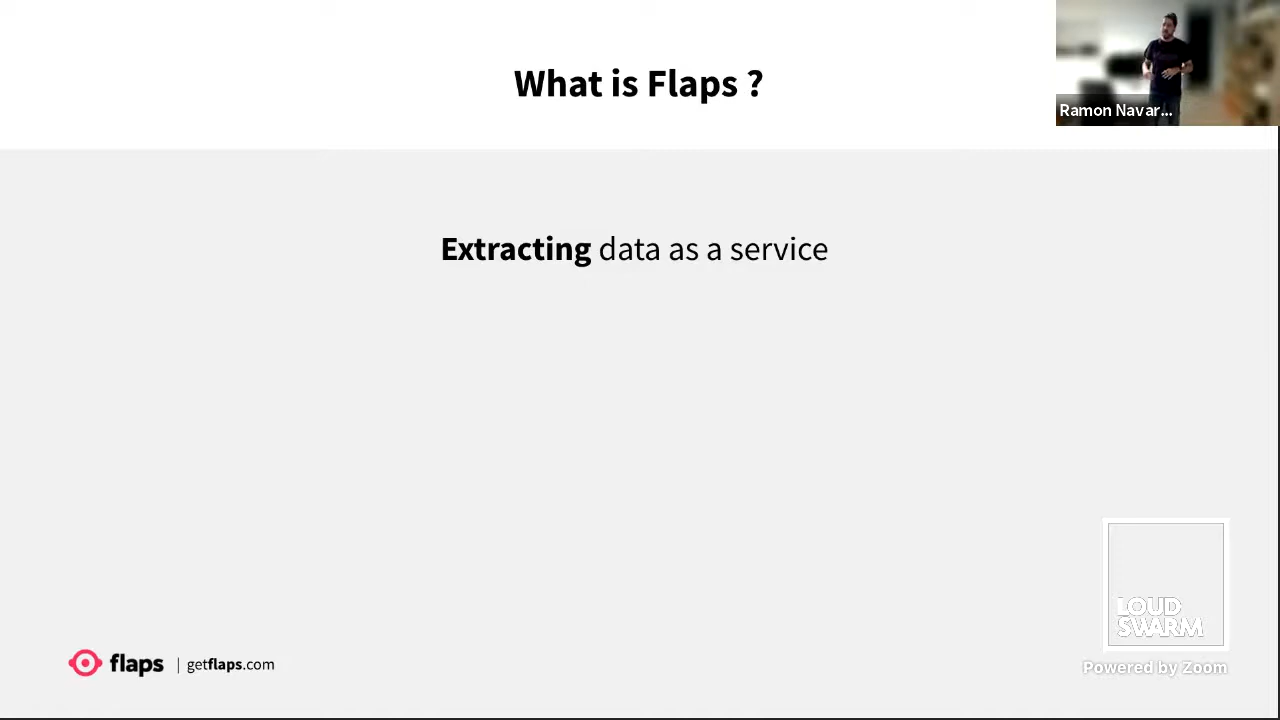 What is Flaps ?
Ramon Navar...
Extracting data as a service
LOUD
SWARM
flaps | getflaps.com
Powered by Zoom